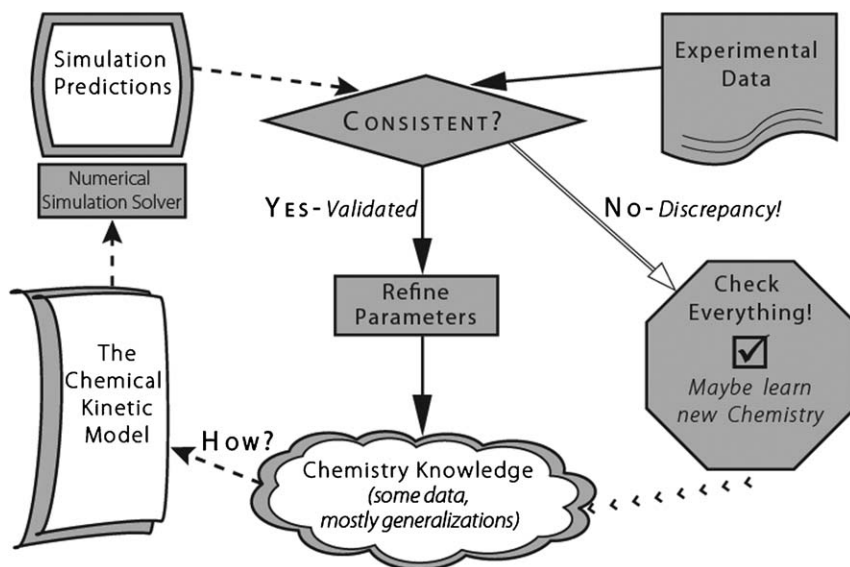 Simulation
Predictions
Experimental
Data
CONSISTENT?
Numerical
Simulation Solver
YES- Validated
NO- Discrepancy!
Refine
Parameters
Check
Everything!
Maybe learn
new Chemistry
The
Chemical
Kinetic
Model
HOW?
Chemistry Knowledge
(some data,
mostly generalizations)